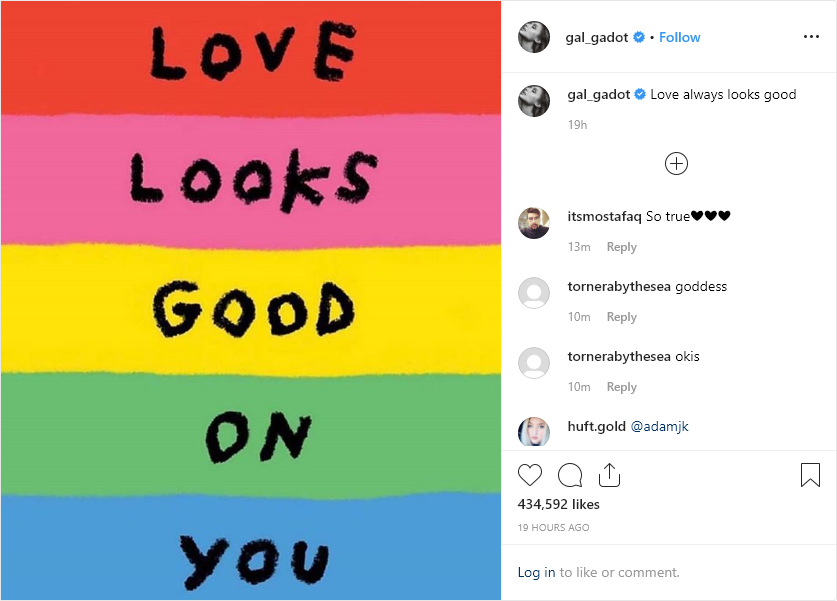 LOVE
LOOKS
GOOD
ON
YOU
gal_gadot • Follow
gal_gadot Love always looks good
19h
itsmostafaq So true🖤🖤🖤
13m Reply
tornerabythesea goddess
10m Reply
tornerabythesea okis
10m Reply
huft.gold @adamjk
434,592 likes
19 HOURS AGO
Log in to like or comment.